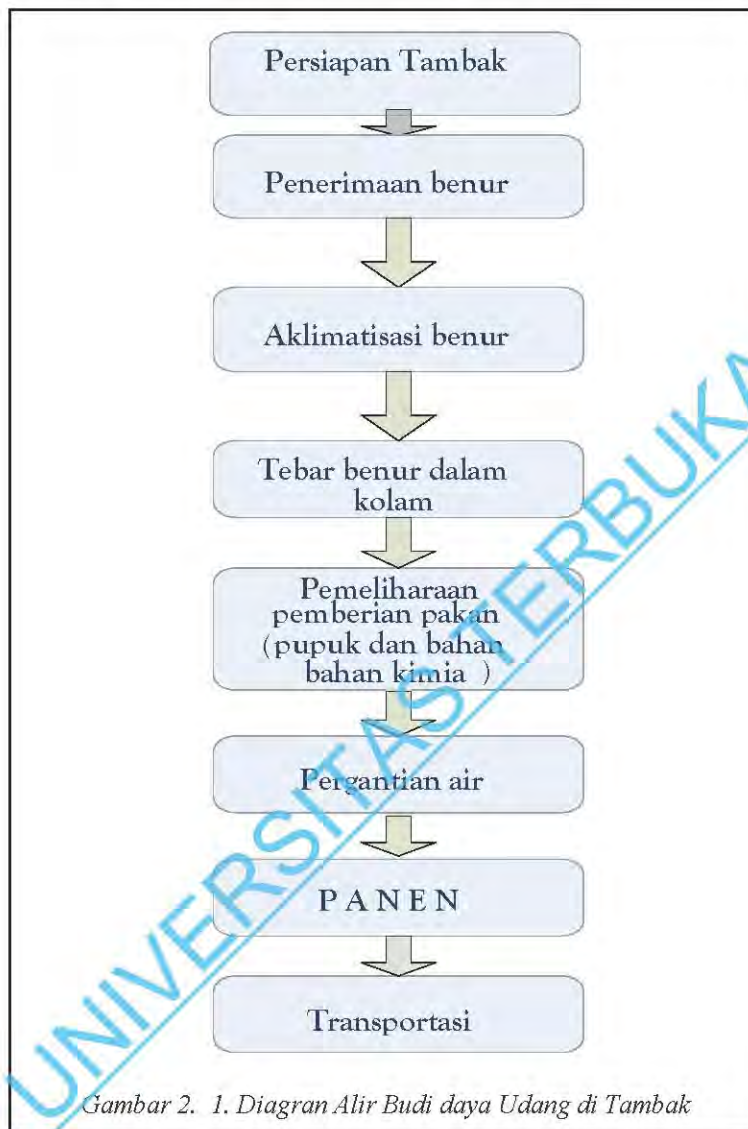 Persiapan Tambak
Penerimaan benur
Aklimatisasi benur
Tebar benur dalam
kolam
Pemeliharaan
pemberian pakan
(pupuk dan bahan
bahan kimia )
Pergantian air
P A N E N
Transportasi
Gambar 2. 1. Diagran Alir Budi daya Udang di Tambak
UNIVERSITAS TERBUKA